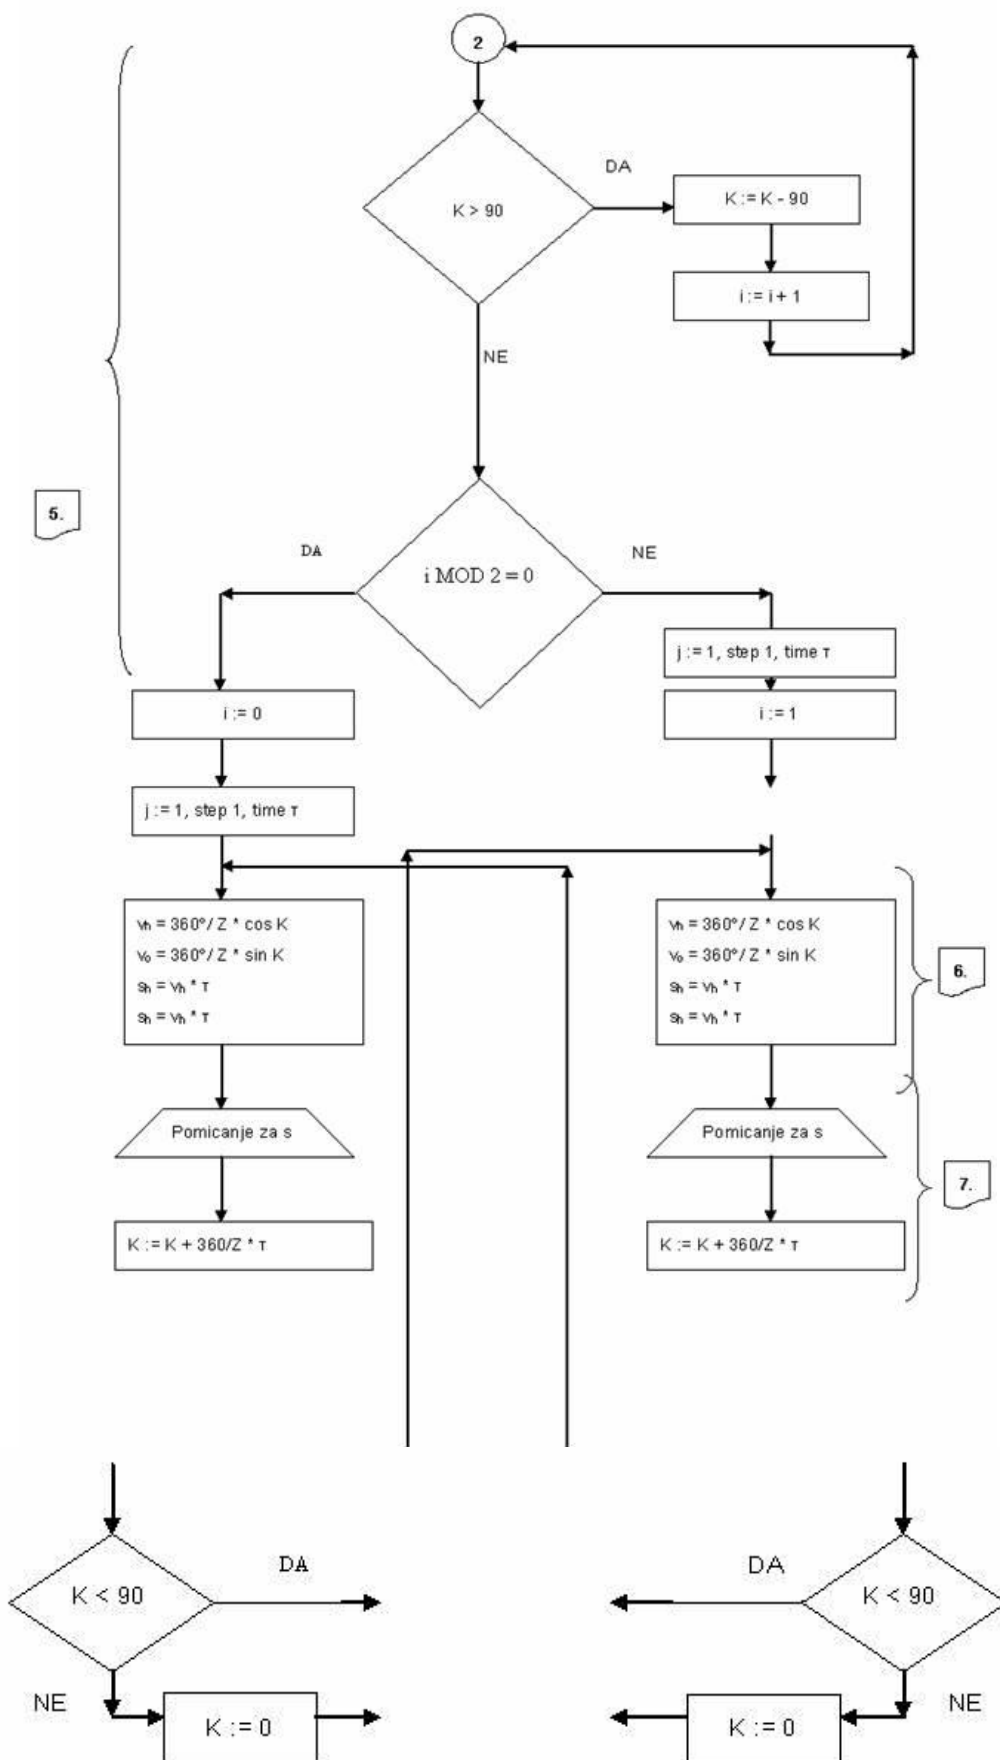 2
K > 90
DA
K := K - 90
i := i + 1
NE
5.
i MOD 2 = 0
DA
NE
j := 1, step 1, time τ
i := 0
i := 1
j := 1, step 1, time τ
vh = 360°/ Z * cos K
vo = 360°/ Z * sin K
sh = vh * τ
sh = vh * τ
vh = 360°/ Z * cos K
vo = 360°/ Z * sin K
sh = vh * τ
sh = vh * τ
6.
Pomicanje za s
Pomicanje za s
7.
K := K + 360/Z * τ
K := K + 360/Z * τ
K < 90
DA
DA
K < 90
NE
K := 0
K := 0
NE